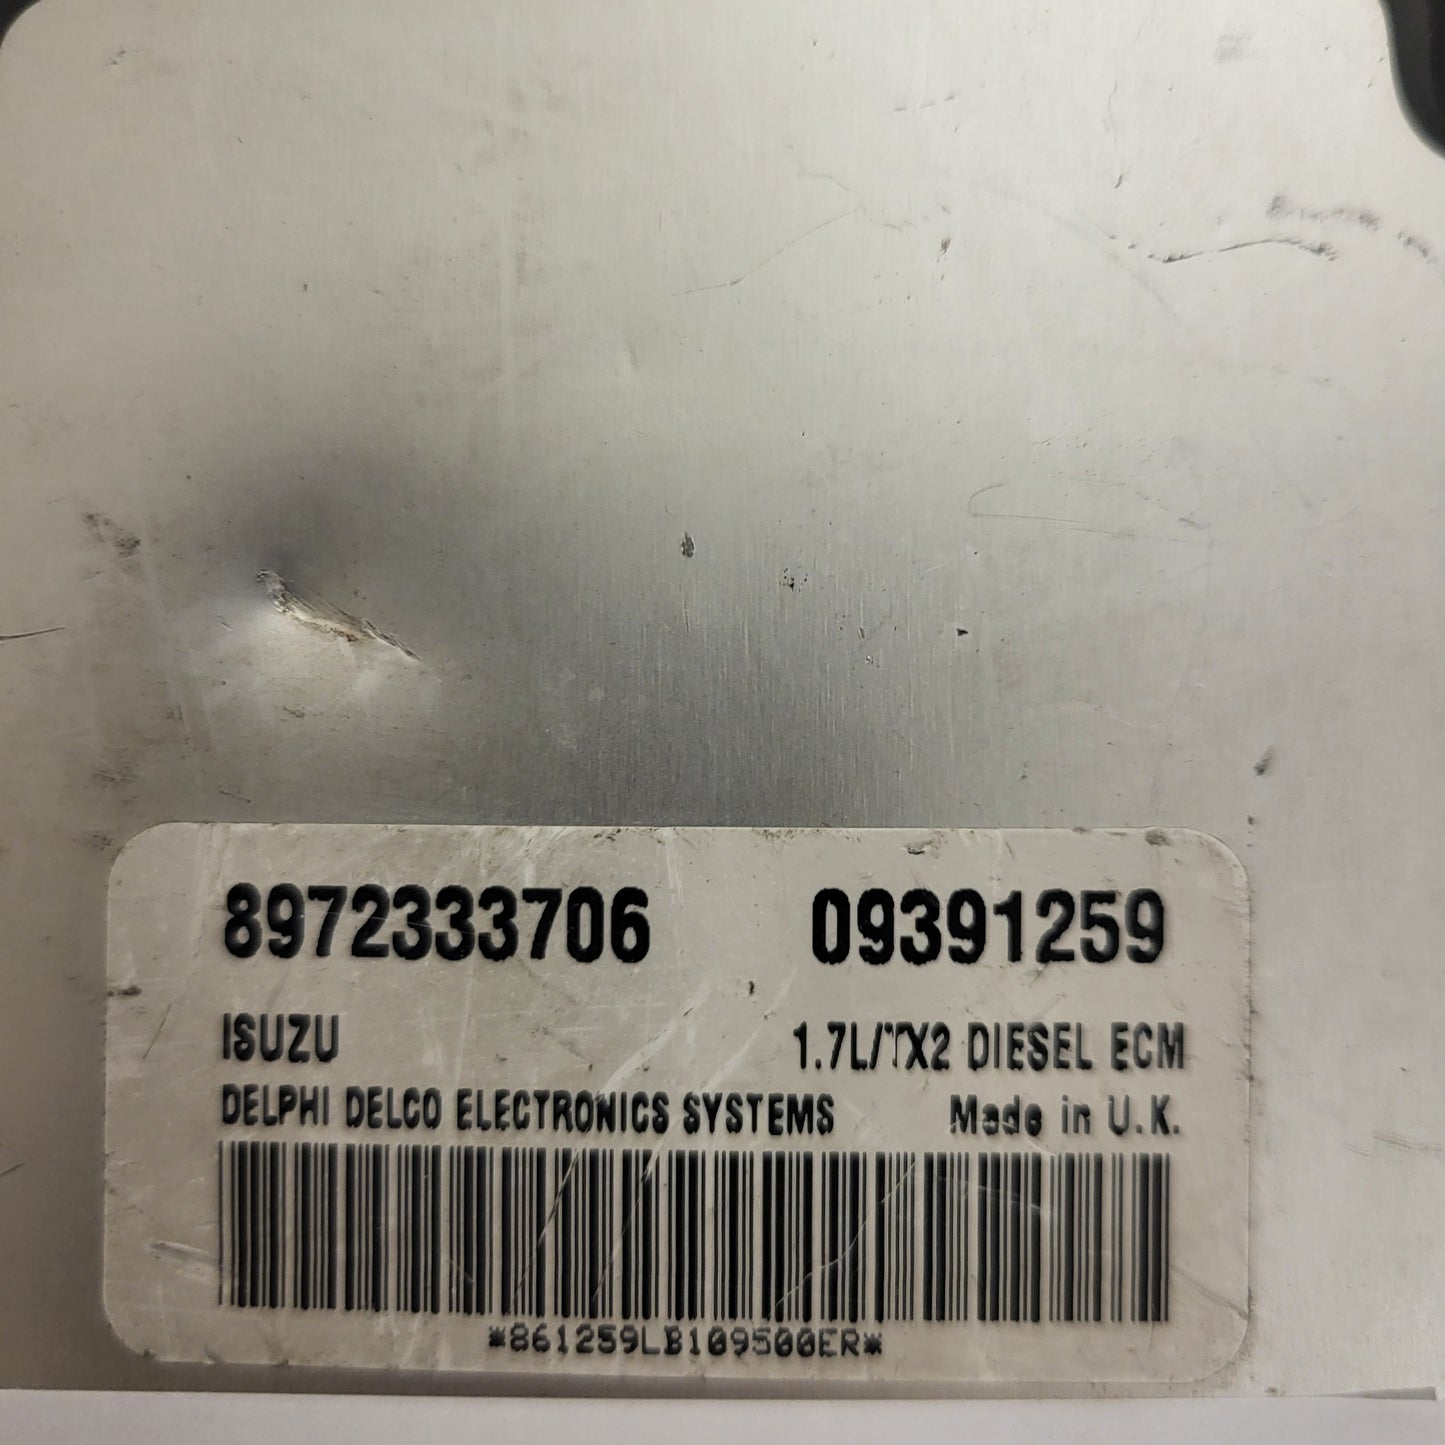 8972333706 09391259
ISUZU 1.7L/TX2 DIESEL ECM
DELPHI DELCO ELECTRONICS SYSTEMS Made in U.K.
*861259LB109500ER*